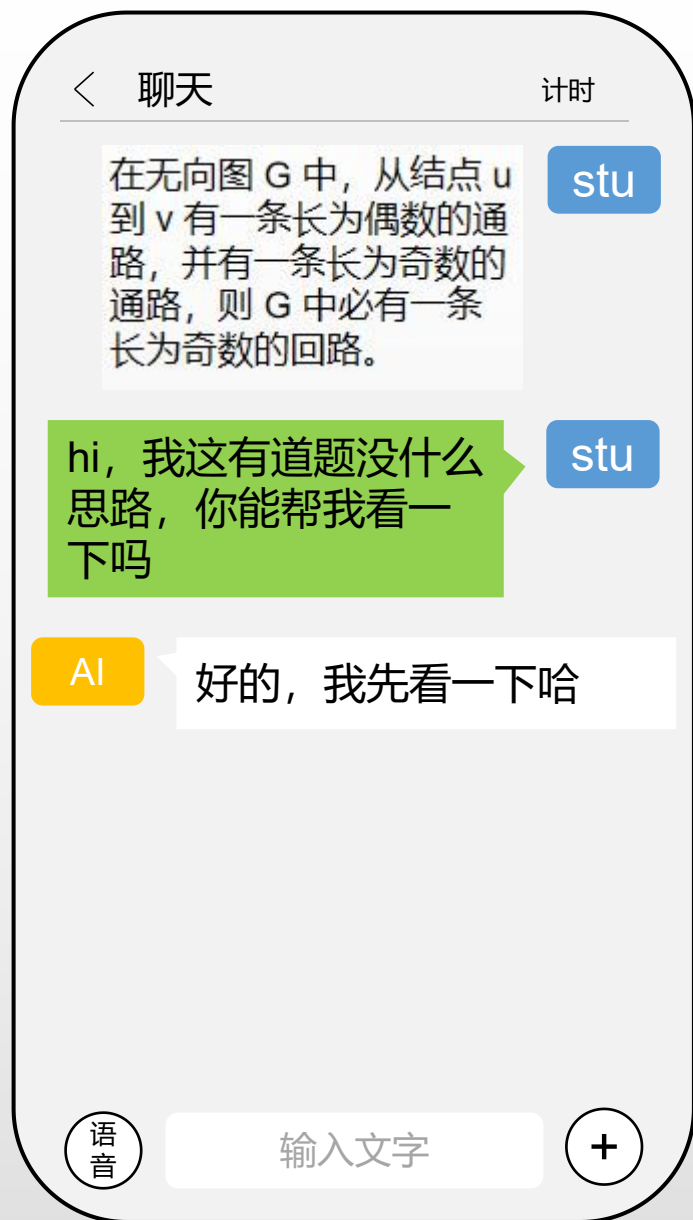 < 聊天 计时
在无向图 G 中，从结点 u
stu
到 v 有一条长为偶数的通
路，并有一条长为奇数的
通路，则 G 中必有一条
长为奇数的回路。
hi，我这有道题没什么
stu
思路，你能帮我看一
下吗
AI
好的，我先看一下哈
语
音
输入文字
+